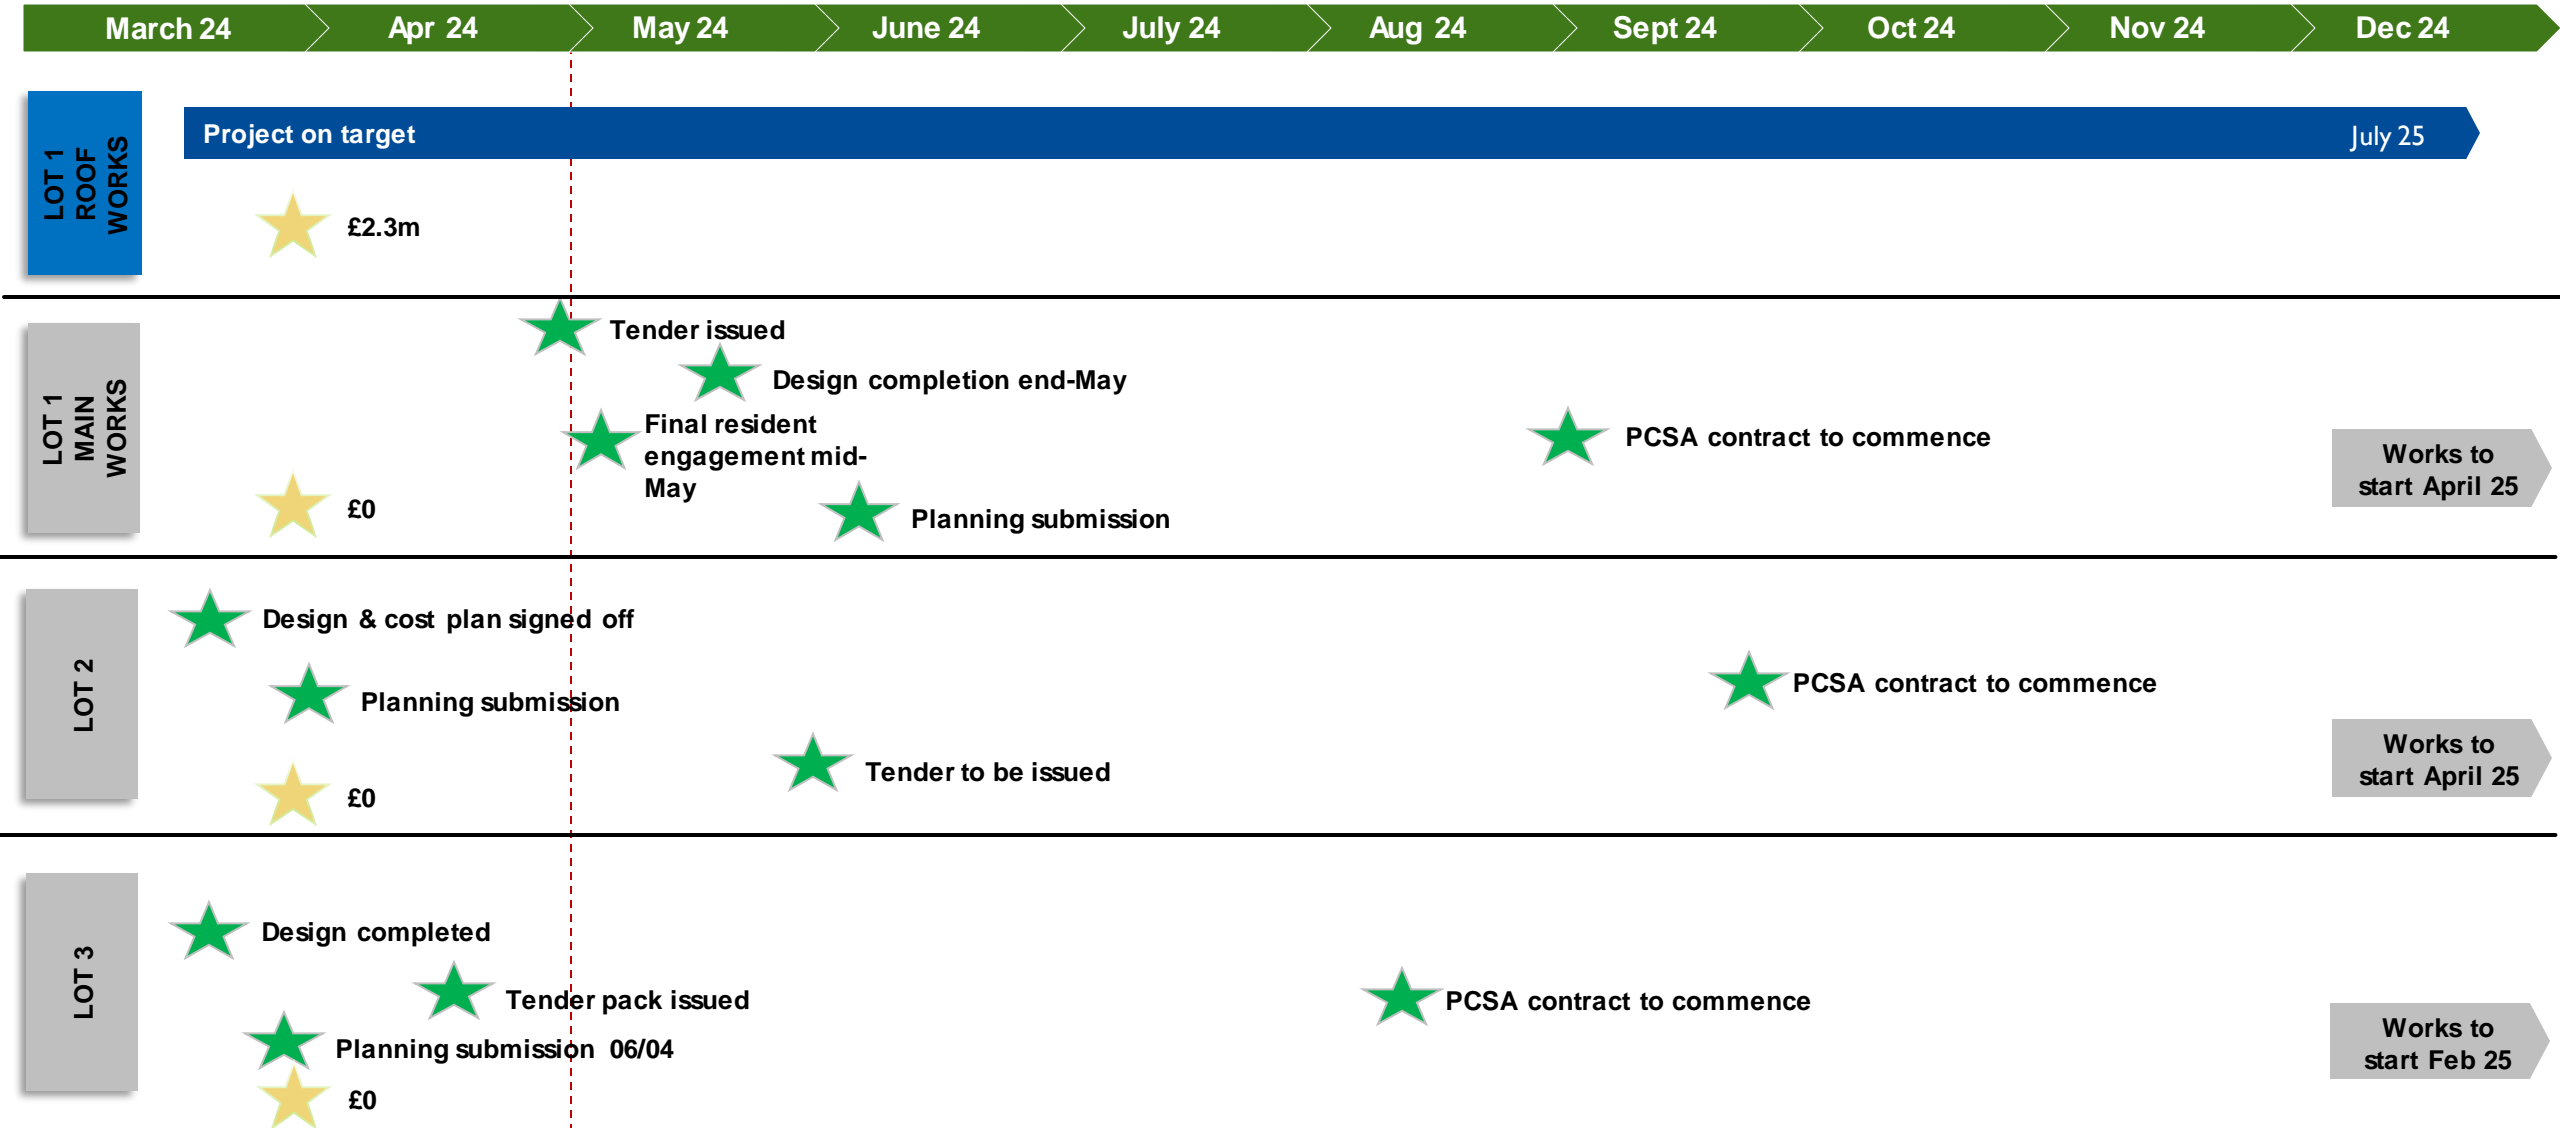 March 24
Apr 24
May 24
June 24
July 24
Aug 24
Sept 24
Oct 24
Nov 24
Dec 24
LOT 1
ROOF
WORKS
Project on target
July 25
£2.3m
LOT 1
MAIN
WORKS
Tender issued
Design completion end-May
Final resident
engagement mid-
May
PCSA contract to commence
Works to
start April 25
£0
Planning submission
LOT 2
Design & cost plan signed off
Planning submission
PCSA contract to commence
Tender to be issued
Works to
start April 25
£0
LOT 3
Design completed
Tender pack issued
PCSA contract to commence
Planning submission 06/04
Works to
start Feb 25
£0